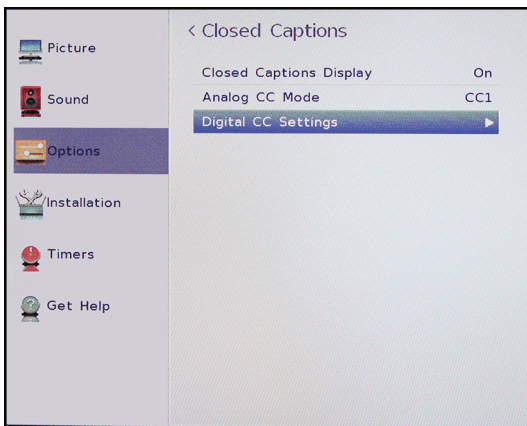 Picture
Sound
Options
Installation
Timers
Get Help
< Closed Captions
Closed Captions Display On
Analog CC Mode CC1
Digital CC Settings